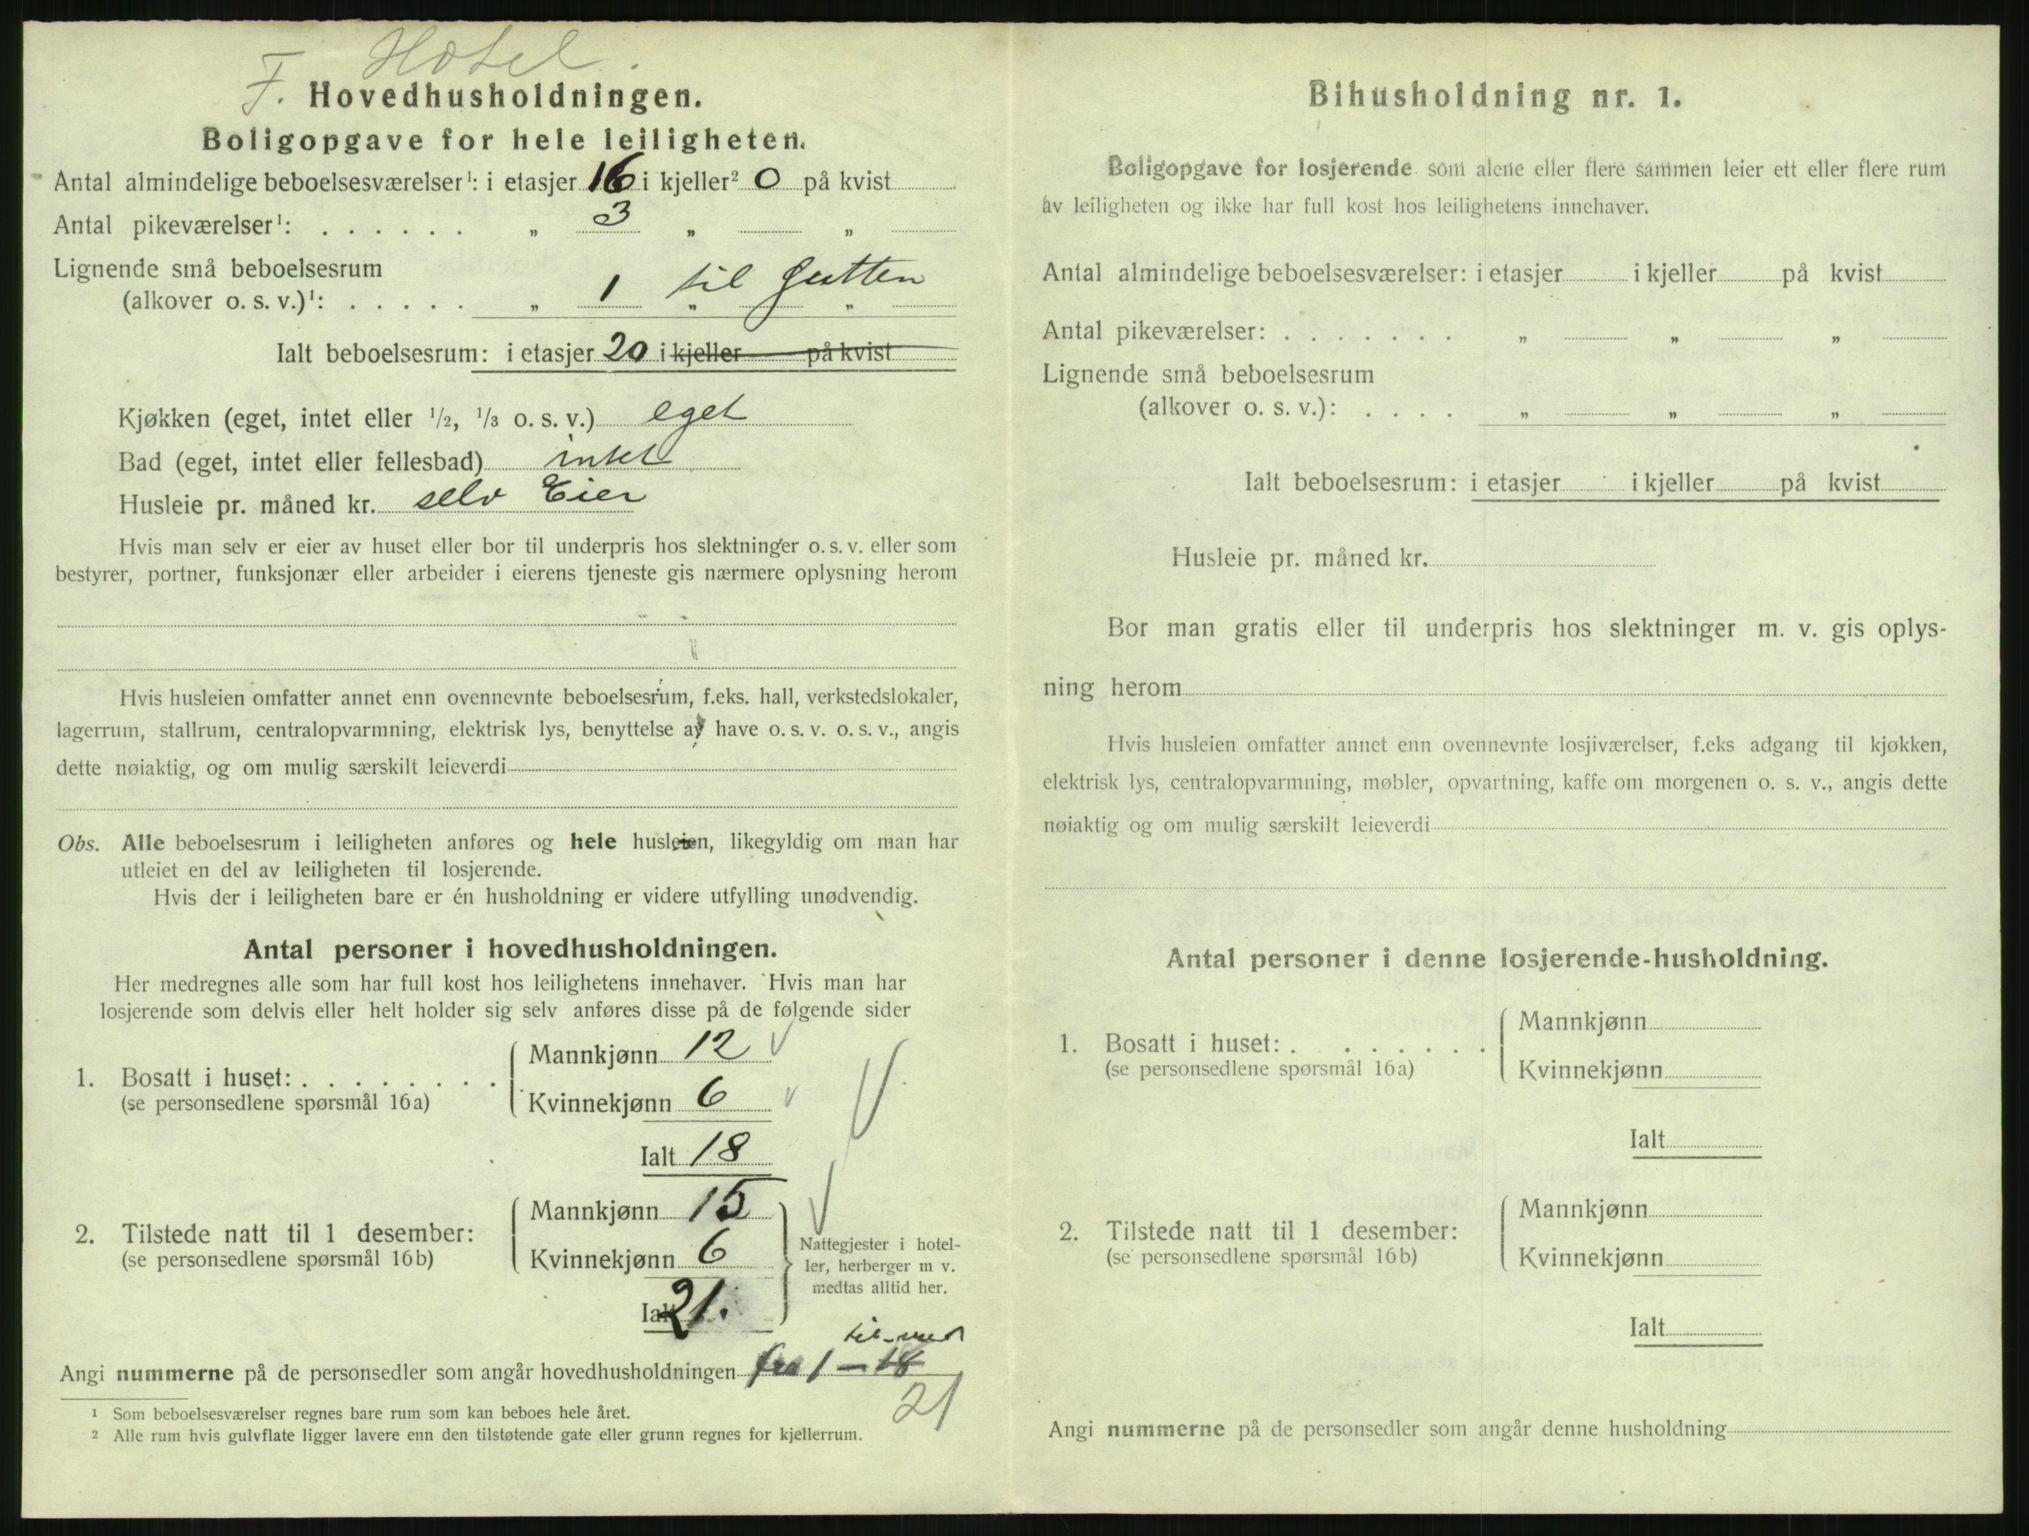 Hotel.
F. Hovedhusholdningen.
Boligopgave for hele leiligheten.
Antal almindelige beboelsesværelser¹: i etasjer 16 i kjeller² 0 på kvist
Antal pikeværelser¹: . . . . . . „ 3 „ „
Lignende små beboelsesrum
(alkover o. s. v.)¹: . . . . . „ 1 „ til Gutten „
Ialt beboelsesrum: i etasjer 20 i kjeller på kvist
Kjøkken (eget, intet eller 1/2, 1/3 o. s. v.) eget
Bad (eget, intet eller fellesbad) intet
Husleie pr. måned kr. selv Eier
Hvis man selv er eier av huset eller bor til underpris hos slektninger o. s. v. eller som
bestyrer, portner, funksjonær eller arbeider i eierens tjeneste gis nærmere oplysning herom
Hvis husleien omfatter annet enn ovennevnte beboelsesrum, f.eks. hall, verkstedslokaler,
lagerrum, stallrum, centralopvarmning, elektrisk lys, benyttelse av have o. s. v. o. s. v., angis
dette nøiaktig, og om mulig særskilt leieverdi
Obs. Alle beboelsesrum i leiligheten anføres og hele husleien, likegyldig om man har
utleiet en del av leiligheten til losjerende.
Hvis der i leiligheten bare er én husholdning er videre utfylling unødvendig.
Antal personer i hovedhusholdningen.
Her medregnes alle som har full kost hos leilighetens innehaver. Hvis man har
losjerende som delvis eller helt holder sig selv anføres disse på de følgende sider
Mannkjønn 12
1. Bosatt i huset: . . . . . . . .
(se personsedlene spørsmål 16a)
Kvinnekjønn 6
Ialt 18
Mannkjønn 15
2. Tilstede natt til 1 desember:
(se personsedlene spørsmål 16b)
Kvinnekjønn 6
Nattegjester i hotel-
ler, herberger m v.
medtas alltid her.
Ialt 21.
til-med
Angi nummerne på de personsedler som angår hovedhusholdningen fra 1 – 18
21
¹ Som beboelsesværelser regnes bare rum som kan beboes hele året.
² Alle rum hvis gulvflate ligger lavere enn den tilstøtende gate eller grunn regnes for kjellerrum.
Bihusholdning nr. 1.
Boligopgave for losjerende som alene eller flere sammen leier ett eller flere rum
av leiligheten og ikke har full kost hos leilighetens innehaver.
Antal almindelige beboelsesværelser: i etasjer i kjeller på kvist
Antal pikeværelser: . . . . . . . „ „ „
Lignende små beboelsesrum
(alkover o. s. v.): . . . . „ „ „
Ialt beboelsesrum: i etasjer i kjeller på kvist
Husleie pr. måned kr.
Bor man gratis eller til underpris hos slektninger m. v. gis oplys-
ning herom
Hvis husleien omfatter annet enn ovennevnte losjiværelser, f.eks adgang til kjøkken,
elektrisk lys, centralopvarmning, møbler, opvartning, kaffe om morgenen o. s. v., angis dette
nøiaktig og om mulig særskilt leieverdi
Antal personer i denne losjerende-husholdning.
Mannkjønn
1. Bosatt i huset: . . . . . . .
(se personsedlene spørsmål 16a)
Kvinnekjønn
Ialt
Mannkjønn
2. Tilstede natt til 1 desember:
(se personsedlene spørsmål 16b)
Kvinnekjønn
Ialt
Angi nummerne på de personsedler som angår denne husholdning